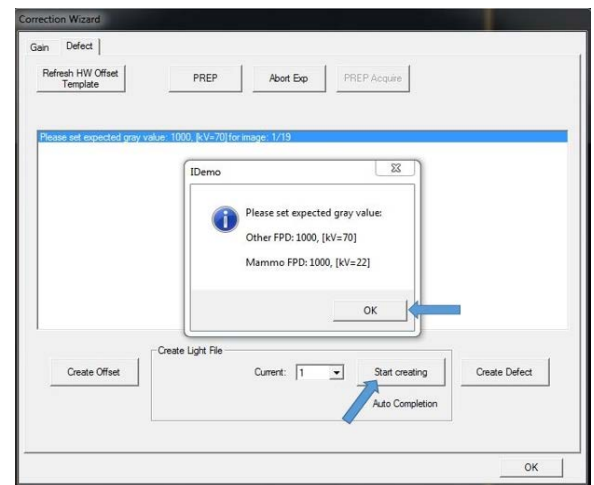 Correction Wizard
Gain Defect
Refresh HW Offset
Template
PREP
Abort Exp
PREP Acquire
Please set expected gray value: 1000, [kV=70] for image: 1/19
IDemo
Please set expected gray value:
Other FPD: 1000, [kV=70]
Mammo FPD: 1000, [kV=22]
OK
Create Offset
Create Light File
Current: 1
Start creating
Auto Completion
Create Defect
OK